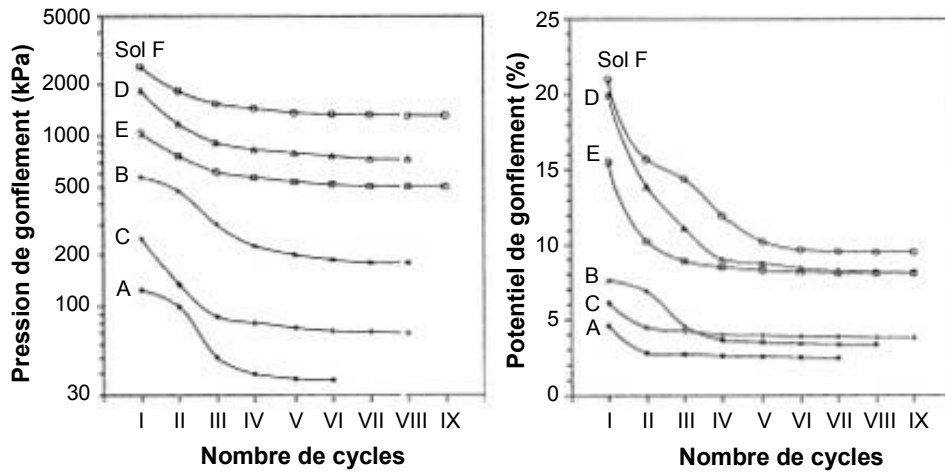 Pression de gonflement (kPa)
5000
2000
1000
500
200
100
30
Sol F
D
E
B
C
A
I II III IV V VI VII VIII IX
Nombre de cycles
Potentiel de gonflement (%)
25
20
15
10
5
0
Sol F
D
E
B
C
A
I II III IV V VI VII VIII IX
Nombre de cycles